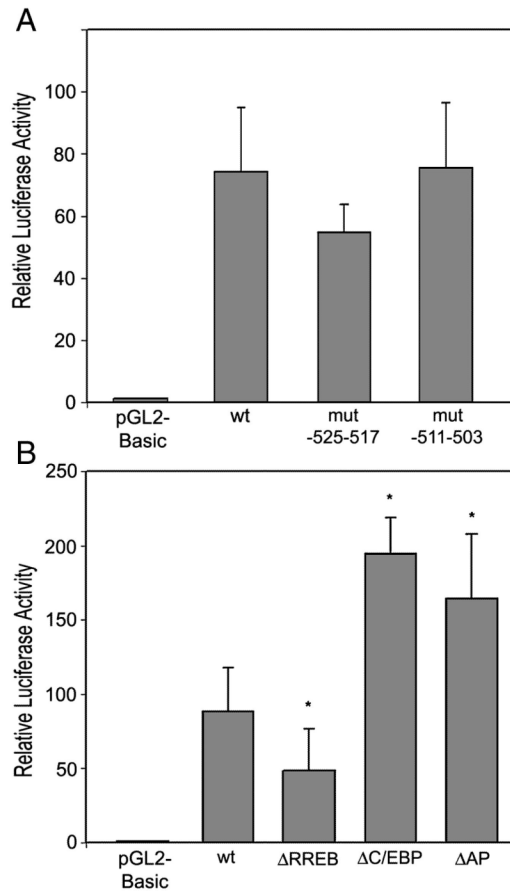 A
Relative Luciferase Activity
100
80
60
40
20
0
pGL2-
Basic
wt
mut
-525-517
mut
-511-503
B
Relative Luciferase Activity
250
200
150
100
50
0
*
*
*
pGL2-
Basic
wt
ΔRREB
ΔC/EBP
ΔAP